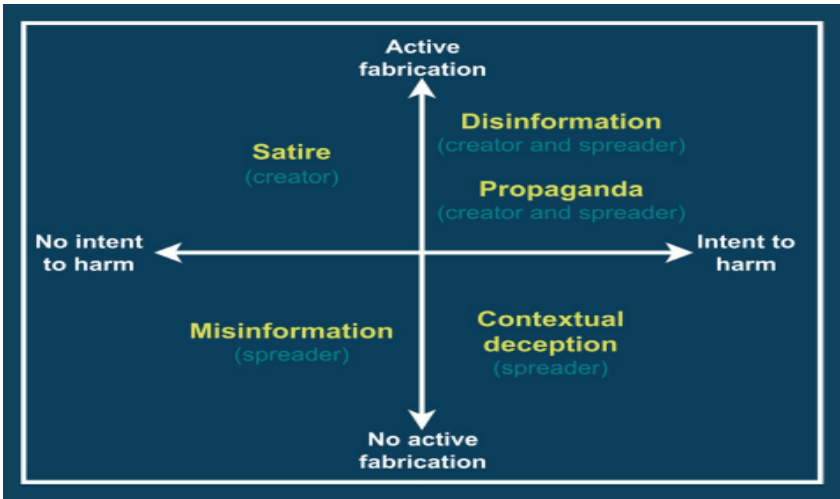 Active
fabrication
Disinformation
(creator and spreader)
Satire
(creator)
Propaganda
(creator and spreader)
No intent
to harm
Intent to
harm
Misinformation
(spreader)
Contextual
deception
(spreader)
No active
fabrication